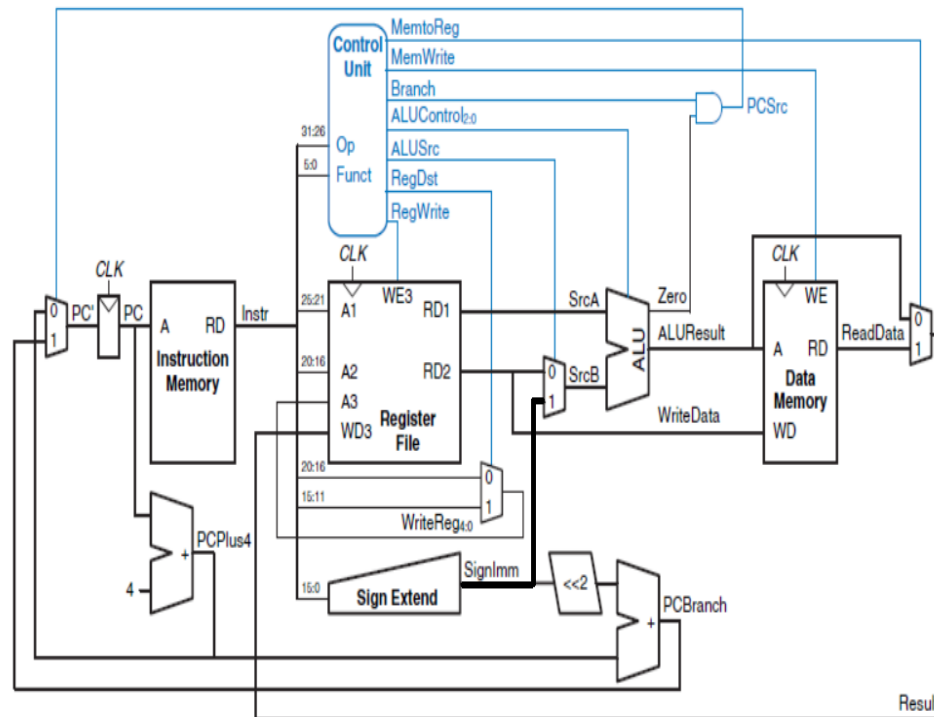 MemtoReg
Control Unit
MemWrite
Branch
PCSrc
ALUControl2:0
31:26
Op
ALUSrc
5:0
Funct
RegDst
RegWrite
CLK
CLK
CLK
0
1
PC'
PC
A RD
Instruction Memory
Instr
25:21
A1
WE3
RD1
SrcA
Zero
WE
0
1
20:16
A2
RD2
0
1
SrcB
ALU
ALUResult
A RD
ReadData
A3
Data Memory
WD3
Register File
WriteData
WD
20:16
0
15:11
1
WriteReg4:0
PCPlus4
+
4
SignImm
15:0
Sign Extend
<<2
PCBranch
+
Resul